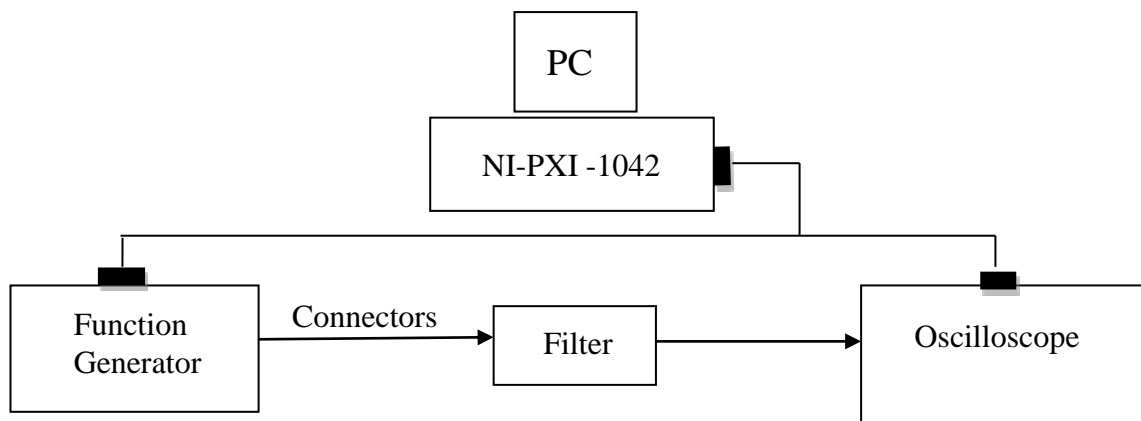 PC
NI-PXI -1042
Function
Generator
Connectors
Filter
Oscilloscope